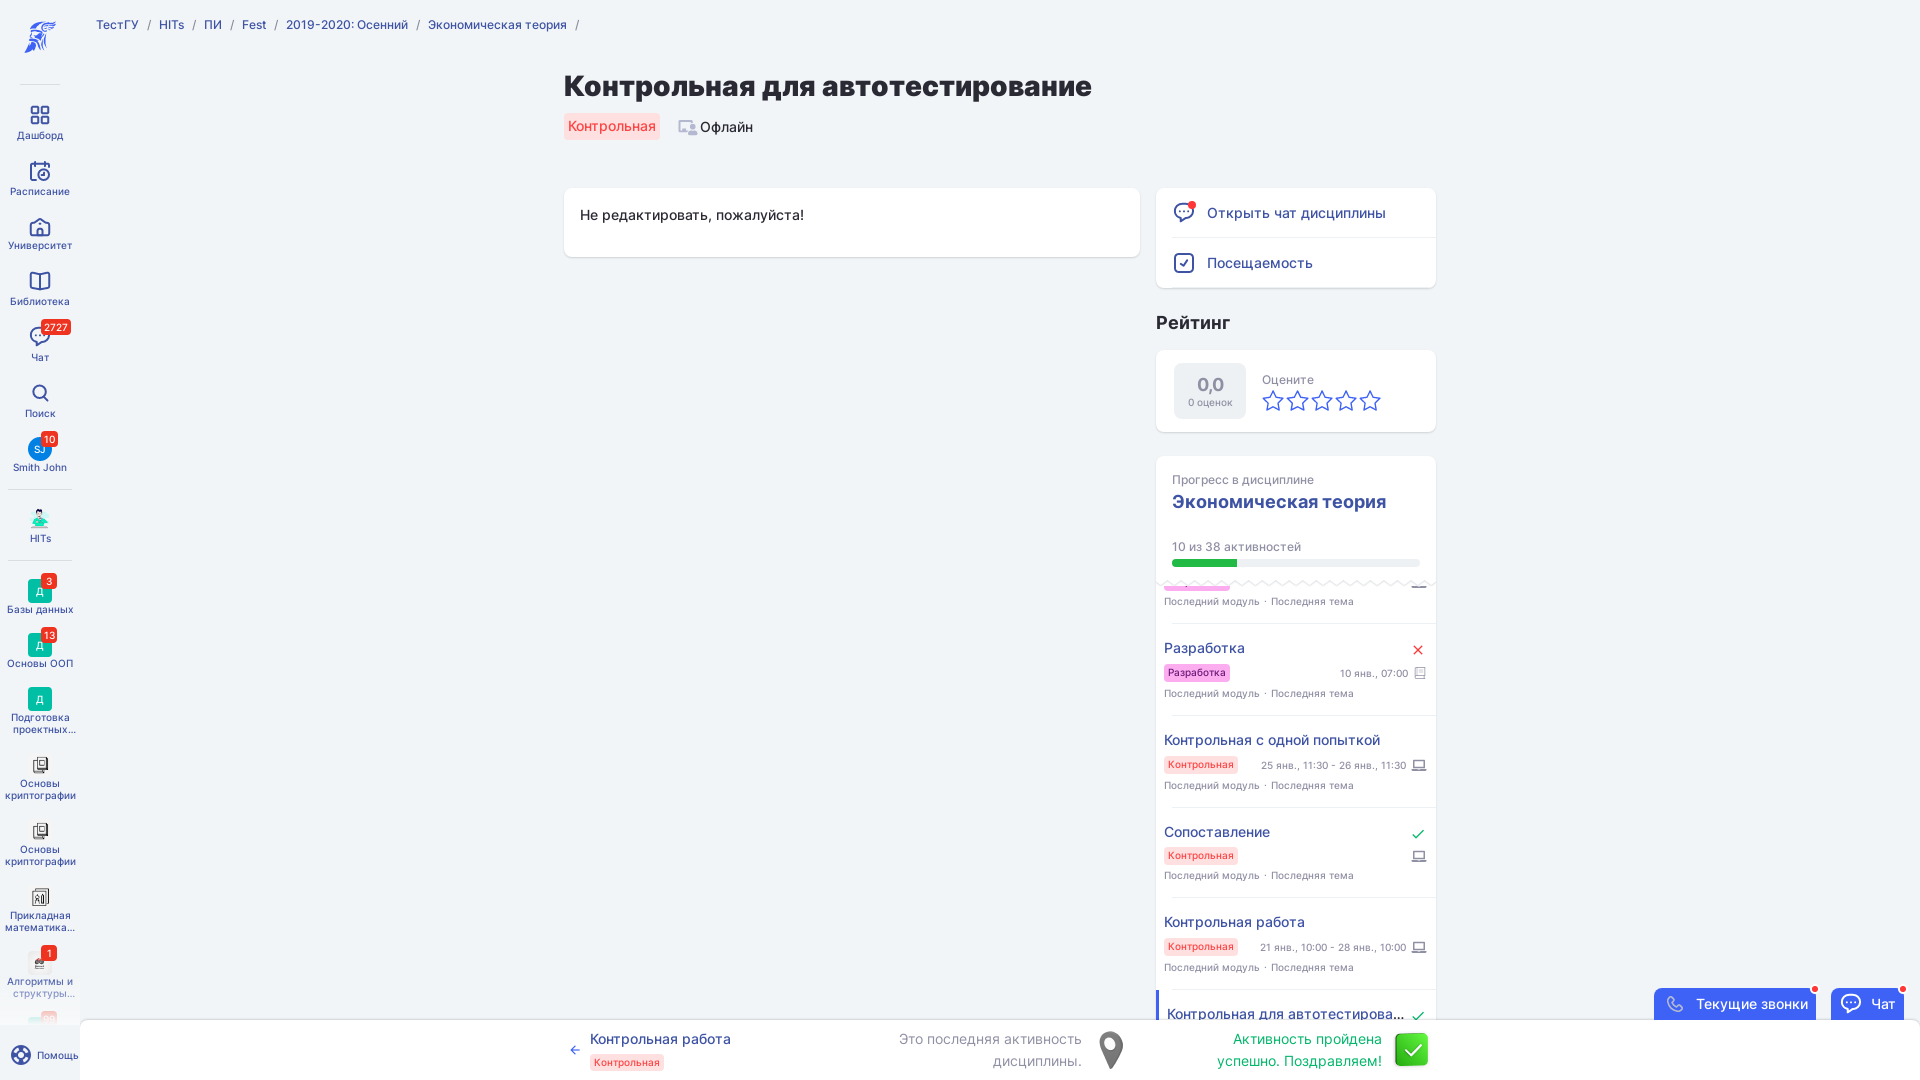 ТестГУ / HITs / ПИ / Fest / 2019-2020: Осенний / Экономическая теория /
Дашборд
Расписание
Университет
Библиотека
2727
Чат
Поиск
10
SJ
Smith John
HITs
3
Д
Базы данных
13
Д
Основы ООП
Д
Подготовка
проектных...
Основы
криптографии
Основы
криптографии
Прикладная
математика...
1
Алгоритмы и
структуры...
Помощь
Контрольная для автотестирование
Контрольная
Офлайн
Не редактировать, пожалуйста!
Открыть чат дисциплины
Посещаемость
Рейтинг
0,0
0 оценок
Оцените
Прогресс в дисциплине
Экономическая теория
10 из 38 активностей
Последний модуль · Последняя тема
Разработка
Разработка
10 янв., 07:00
Последний модуль · Последняя тема
Контрольная с одной попыткой
Контрольная
25 янв., 11:30 - 26 янв., 11:30
Последний модуль · Последняя тема
Сопоставление
Контрольная
Последний модуль · Последняя тема
Контрольная работа
Контрольная
21 янв., 10:00 - 28 янв., 10:00
Последний модуль · Последняя тема
Контрольная для автотестирова...
Текущие звонки
Чат
Контрольная работа
Контрольная
Это последняя активность
дисциплины.
Активность пройдена
успешно. Поздравляем!